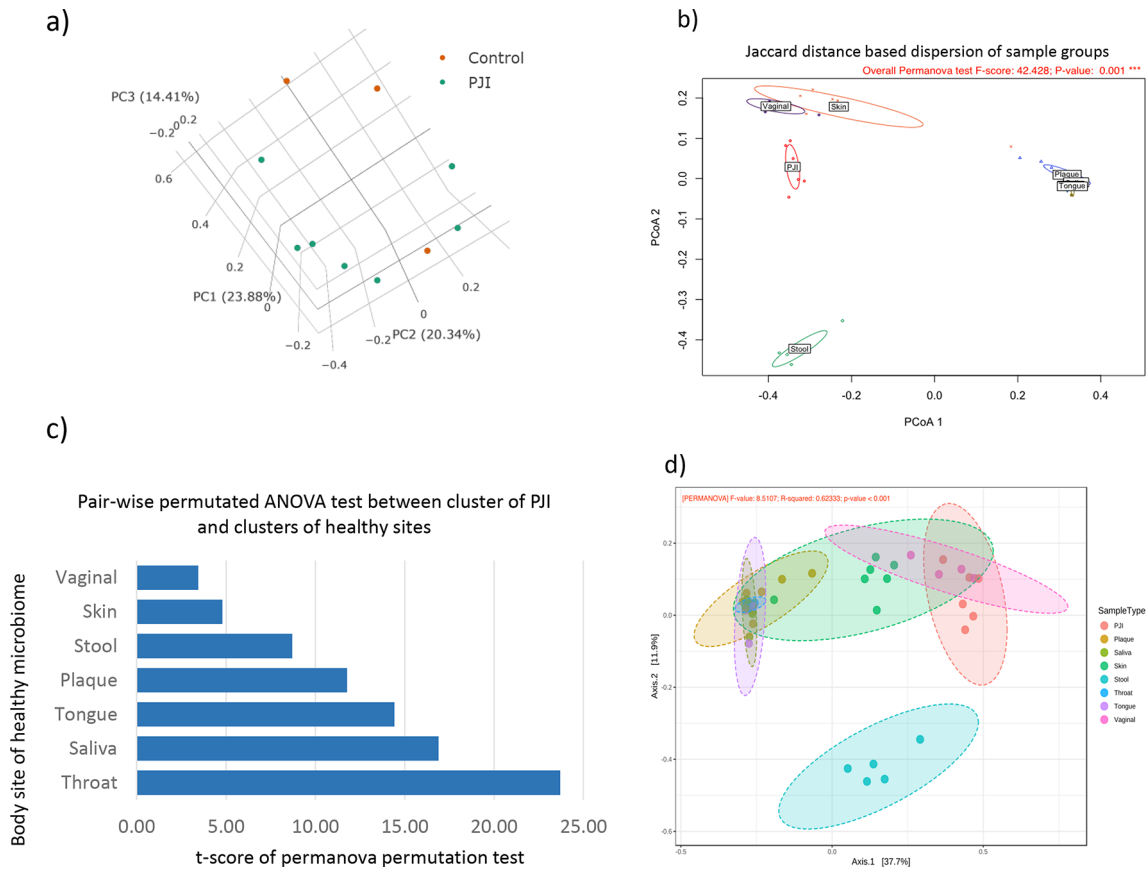 a)
Control
PJI
PC3 (14.41%)
−0.2
0
0.2
0.6
0.4
0.2
PC1 (23.88%)
0
−0.2
−0.4
−0.2
PC2 (20.34%)
0
0.2
b)
Jaccard distance based dispersion of sample groups
Overall Permanova test F-score: 42.428; P-value: 0.001 ***
PCoA 2
0.2
0.1
0.0
-0.1
-0.2
-0.3
-0.4
Vaginal
Skin
PJI
Plaque
Tongue
Stool
-0.4
-0.2
0.0
0.2
0.4
PCoA 1
c)
Pair-wise permutated ANOVA test between cluster of PJI
and clusters of healthy sites
Body site of healthy microbiome
Vaginal
Skin
Stool
Plaque
Tongue
Saliva
Throat
0.00 5.00 10.00 15.00 20.00 25.00
t-score of permanova permutation test
d)
[PERMANOVA] F-value: 8.5107; R-squared: 0.62333; p-value < 0.001
Axis.2 [11.9%]
0.2
0.0
-0.2
-0.4
-0.6
-0.5
0.0
0.5
Axis.1 [37.7%]
SampleType
PJI
Plaque
Saliva
Skin
Stool
Throat
Tongue
Vaginal